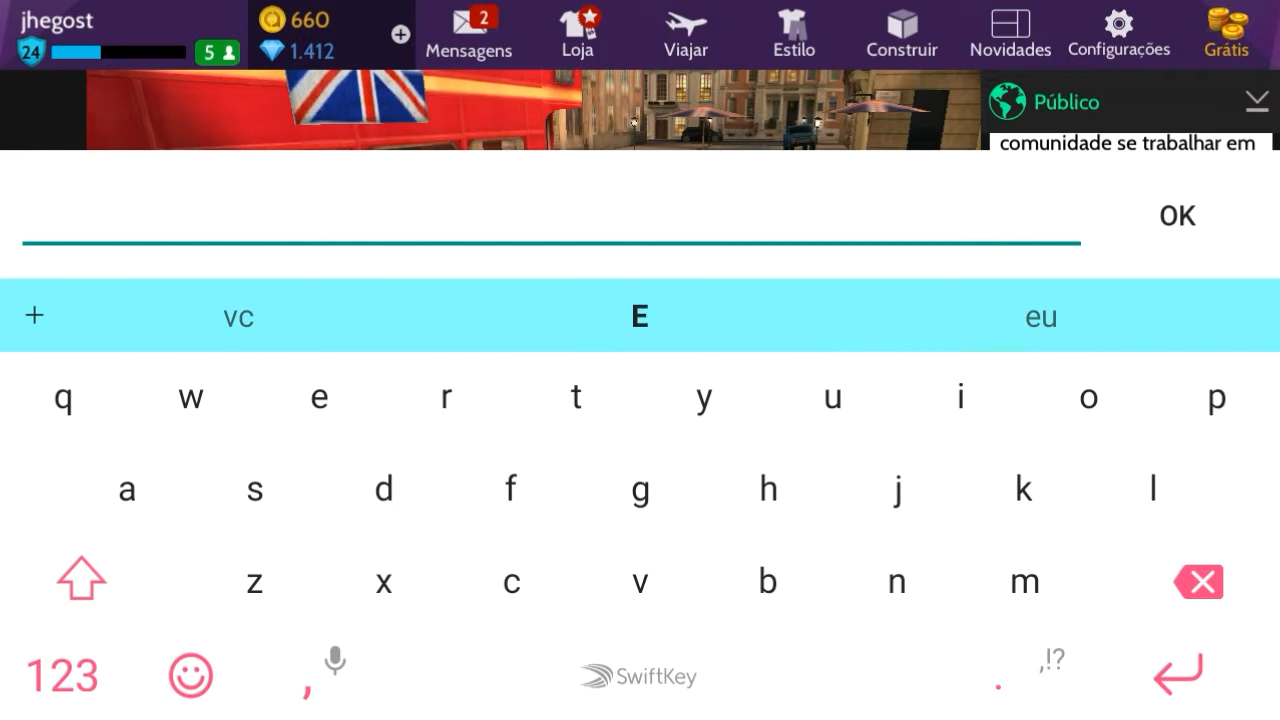 jhegost
24
5
660
1.412
2
Mensagens
Loja
Viajar
Estilo
Construir
Novidades
Configurações
Grátis
Público
comunidade se trabalhar em
OK
+ vc E eu
q w e r t y u i o p
a s d f g h j k l
z x c v b n m
123 , SwiftKey . ,!?